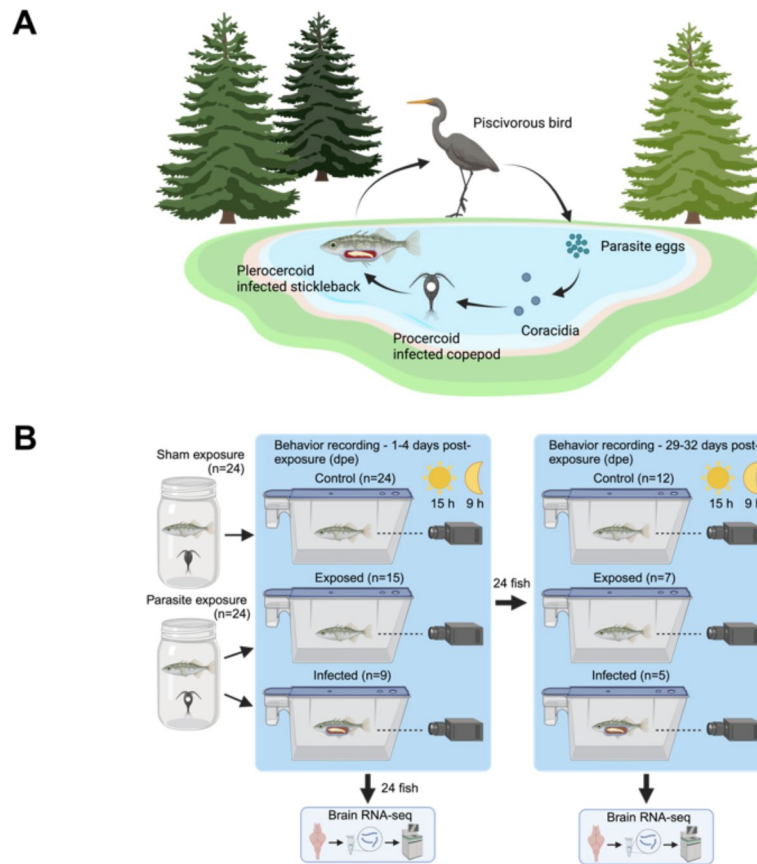 A
Piscivorous bird
Parasite eggs
Plerocercoid
infected stickleback
Coracidia
Procercoid
infected copepod
B
Sham exposure
(n=24)
Parasite exposure
(n=24)
Behavior recording - 1-4 days post-
exposure (dpe)
Control (n=24)
15 h
9 h
Exposed (n=15)
Infected (n=9)
24 fish
Brain RNA-seq
24 fish
Behavior recording - 29-32 days post-
exposure (dpe)
Control (n=12)
15 h
9 h
Exposed (n=7)
Infected (n=5)
Brain RNA-seq